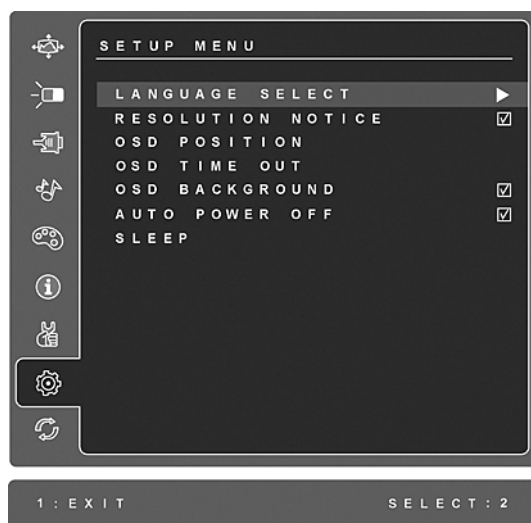 SETUP MENU
LANGUAGE SELECT
RESOLUTION NOTICE
OSD POSITION
OSD TIME OUT
OSD BACKGROUND
AUTO POWER OFF
SLEEP
1:EXIT SELECT:2